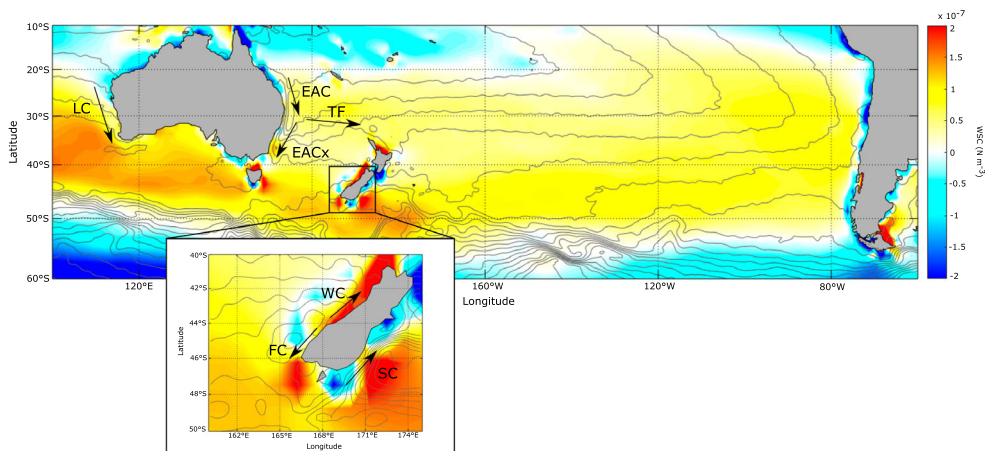 x 10⁻⁷
10°S
20°S
30°S
40°S
50°S
60°S
Latitude
LC
EAC
TF
EACx
120°E
160°W
120°W
80°W
Longitude
2
1.5
1
0.5
0
-0.5
-1
-1.5
-2
WSC (N m⁻³)
40°S
42°S
44°S
46°S
48°S
50°S
Latitude
WC
FC
SC
162°E
165°E
168°E
171°E
174°E
Longitude